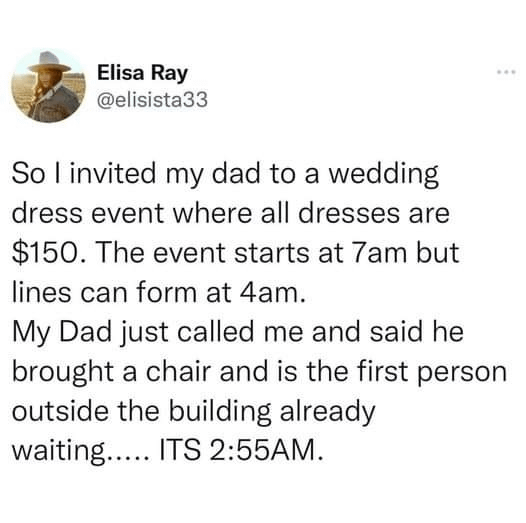 Elisa Ray
@elisista33
So I invited my dad to a wedding
dress event where all dresses are
$150. The event starts at 7am but
lines can form at 4am.
My Dad just called me and said he
brought a chair and is the first person
outside the building already
waiting..... ITS 2:55AM.